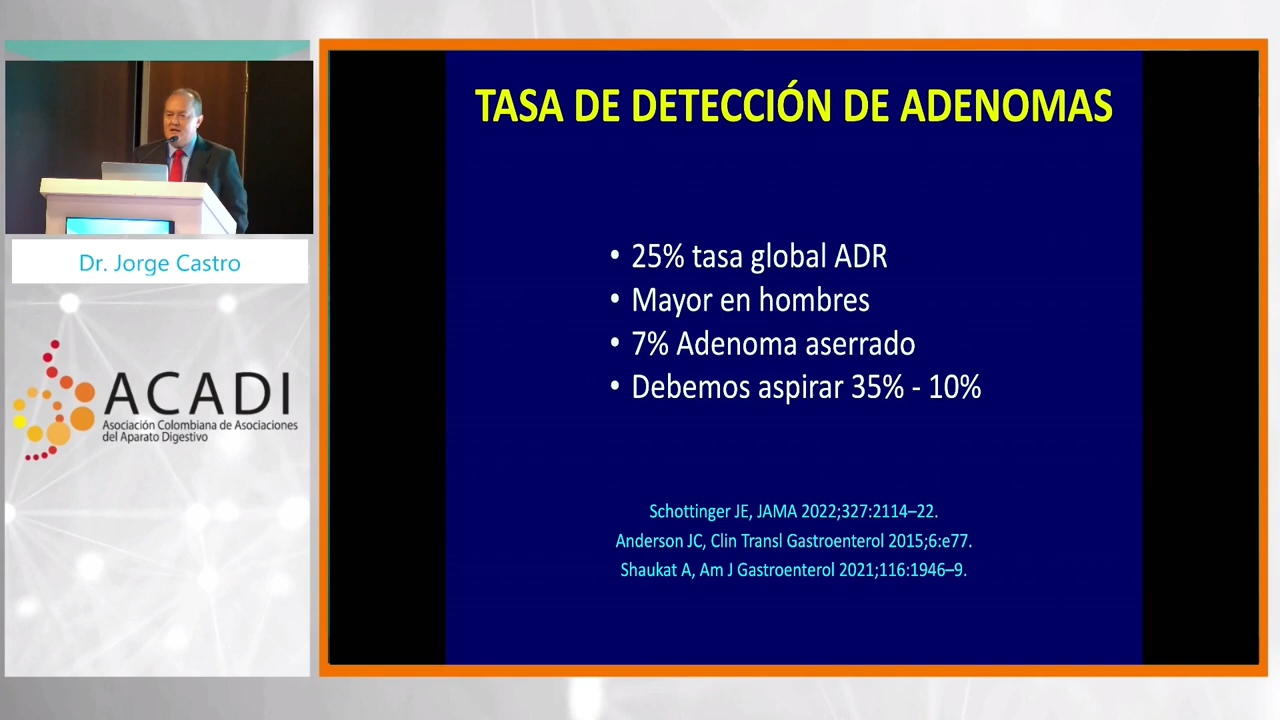 Dr. Jorge Castro
ACADI
Asociación Colombiana de Asociaciones
del Aparato Digestivo
TASA DE DETECCIÓN DE ADENOMAS
• 25% tasa global ADR
• Mayor en hombres
• 7% Adenoma aserrado
• Debemos aspirar 35% - 10%
Schottinger JE, JAMA 2022;327:2114–22.
Anderson JC, Clin Transl Gastroenterol 2015;6:e77.
Shaukat A, Am J Gastroenterol 2021;116:1946–9.